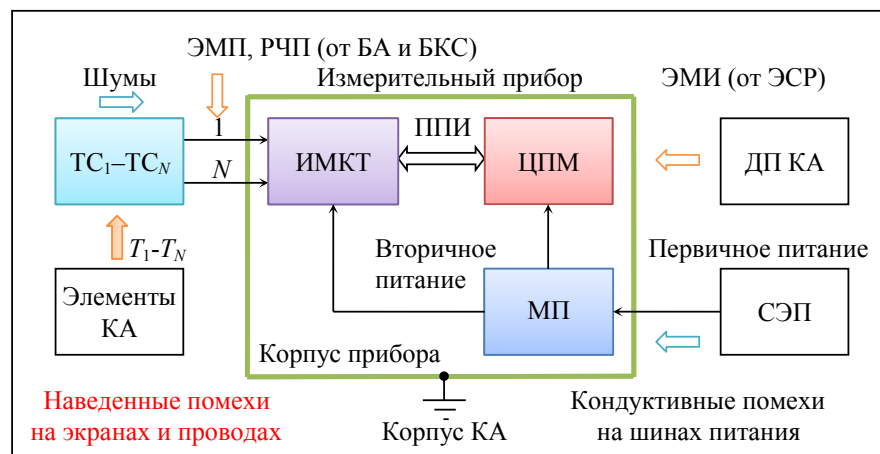 ЭМП, РЧП (от БА и БКС)
Шумы
Измерительный прибор
ЭМИ (от ЭСР)
ТС1–ТСN
1
N
ИМКТ
ППИ
ЦПМ
ДП КА
T1-TN
Элементы
КА
Вторичное
питание
МП
Первичное питание
СЭП
Корпус прибора
Наведенные помехи
на экранах и проводах
Корпус КА
Кондуктивные помехи
на шинах питания